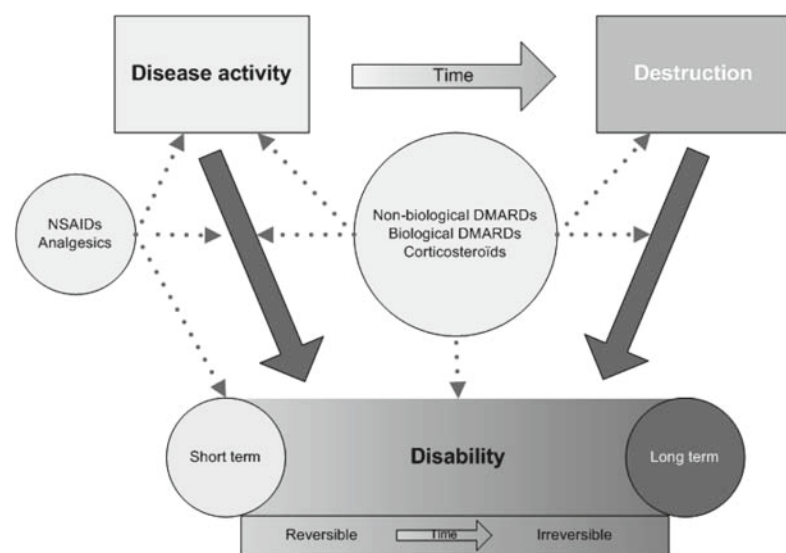 Disease activity
Time
Destruction
NSAIDs
Analgesics
Non-biological DMARDs
Biological DMARDs
Corticosteroïds
Short term
Disability
Long term
Reversible
Time
Irreversible